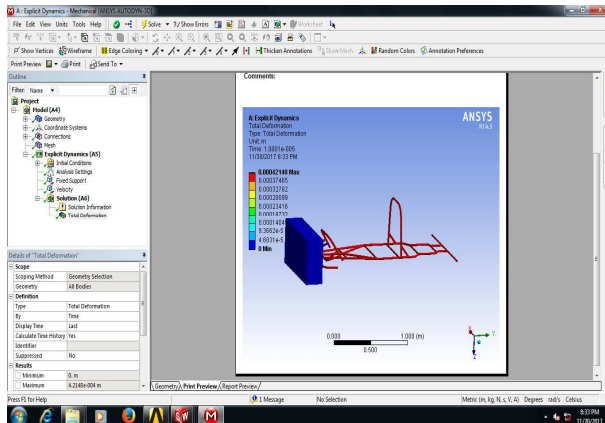 A : Explicit Dynamics - Mechanical [ANSYS AUTODYN-3D]
File Edit View Units Tools Help Solve ?/Show Errors Worksheet
Show Vertices Wireframe Edge Coloring Thicken Annotations Show Mesh Random Colors Annotation Preferences
Print Preview Print Send To
Outline
Filter: Name
Project
Model (A4)
Geometry
Coordinate Systems
Connections
Mesh
Explicit Dynamics (A5)
Initial Conditions
Analysis Settings
Fixed Support
Velocity
Solution (A6)
Solution Information
Total Deformation
Details of "Total Deformation"
Scope
Scoping Method Geometry Selection
Geometry All Bodies
Definition
Type Total Deformation
By Time
Display Time Last
Calculate Time History Yes
Identifier
Suppressed No
Results
Minimum 0. m
Maximum 4.2148e-004 m
Comments:
A: Explicit Dynamics
Total Deformation
Type: Total Deformation
Unit: m
Time: 1.0001e-005
11/30/2017 8:33 PM
ANSYS
R14.5
0.00042148 Max
0.00037465
0.00032782
0.00028099
0.00023416
0.00018732
0.00014049
9.3662e-5
4.6831e-5
0 Min
0.000 1.000 (m)
0.500
X
Y
Z
Geometry Print Preview Report Preview
Press F1 for Help 1 Message No Selection Metric (m, kg, N, s, V, A) Degrees rad/s Celsius
8:33 PM
11/30/2017